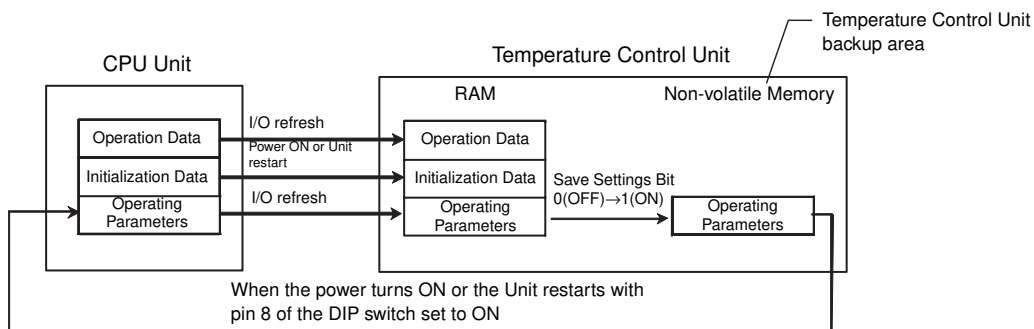 Temperature Control Unit
backup area
CPU Unit
Temperature Control Unit
RAM
Non-volatile Memory
Operation Data
I/O refresh
Operation Data
Power ON or Unit
restart
Initialization Data
Initialization Data
Save Settings Bit
0(OFF)→1(ON)
Operating
Parameters
I/O refresh
Operating
Parameters
Operating
Parameters
When the power turns ON or the Unit restarts with
pin 8 of the DIP switch set to ON